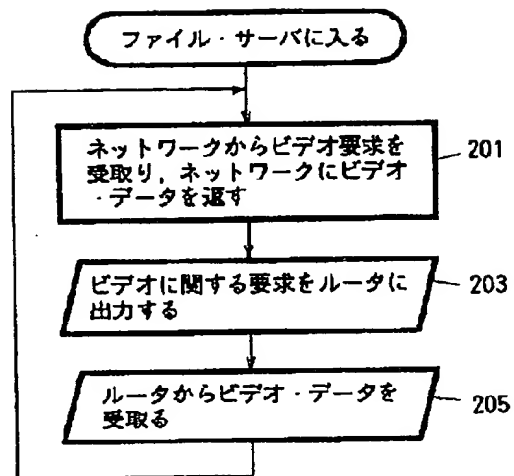 ファイル・サーバに入る
ネットワークからビデオ要求を
受取り，ネットワークにビデオ
・データを返す
201
ビデオに関する要求をルータに
出力する
203
ルータからビデオ・データを
受取る
205